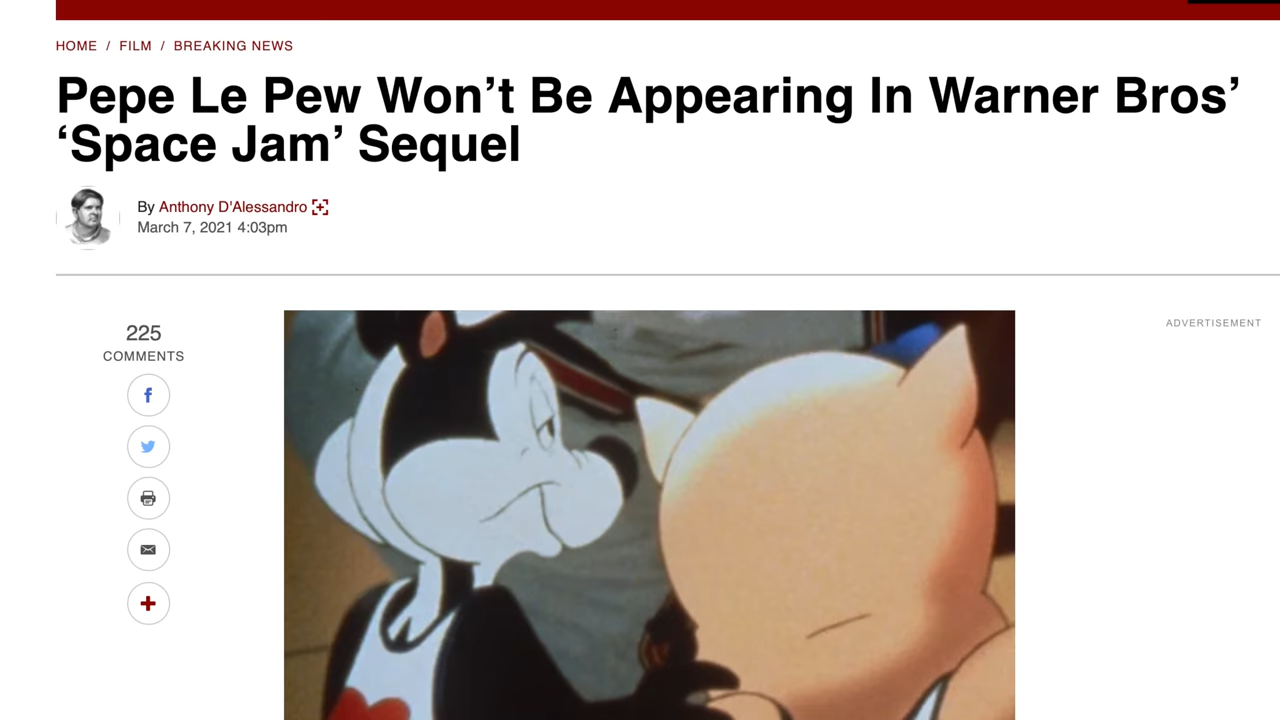 HOME / FILM / BREAKING NEWS
Pepe Le Pew Won’t Be Appearing In Warner Bros’
‘Space Jam’ Sequel
By Anthony D'Alessandro
March 7, 2021 4:03pm
225
COMMENTS
ADVERTISEMENT